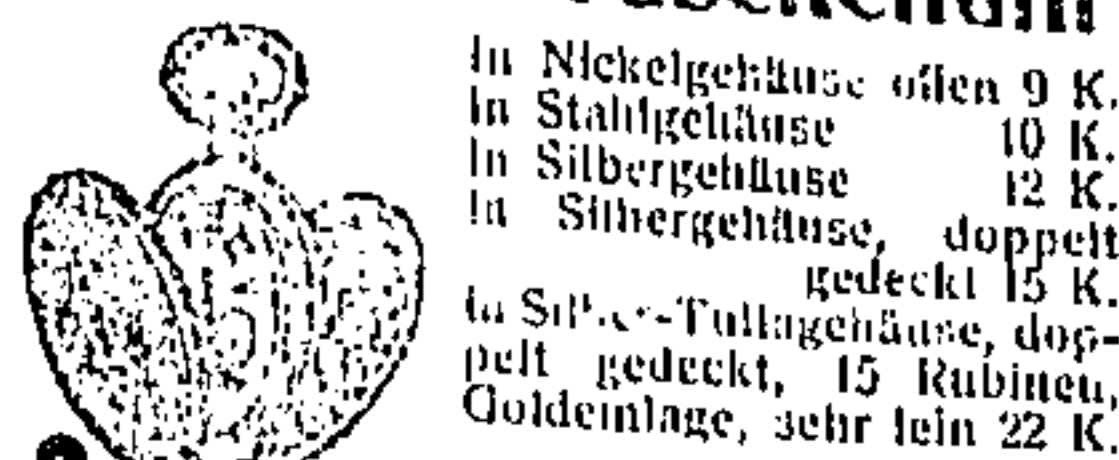 In Nickelgehäuse offen 9 K.
In Stahlgehäuse 10 K.
In Silbergehäuse 12 K.
In Silbergehäuse, doppelt
gedeckt 15 K.
In Silber-Tullagehäuse, dop-
pelt gedeckt, 15 Rubinen,
Goldeinlage, sehr fein 22 K.